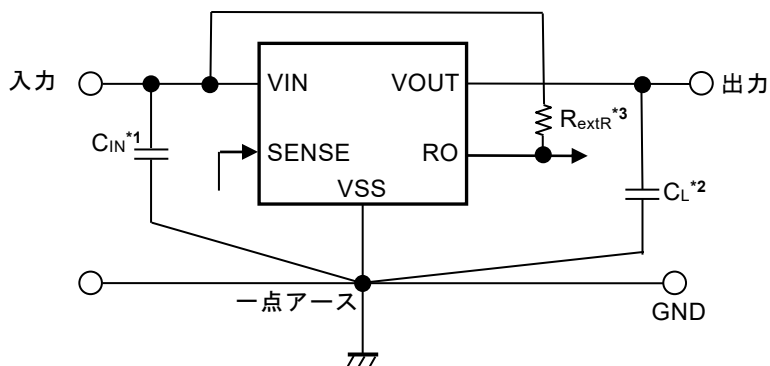 入力
VIN
VOUT
出力
CIN*1
RextR*3
SENSE
RO
VSS
CL*2
一点アース
GND